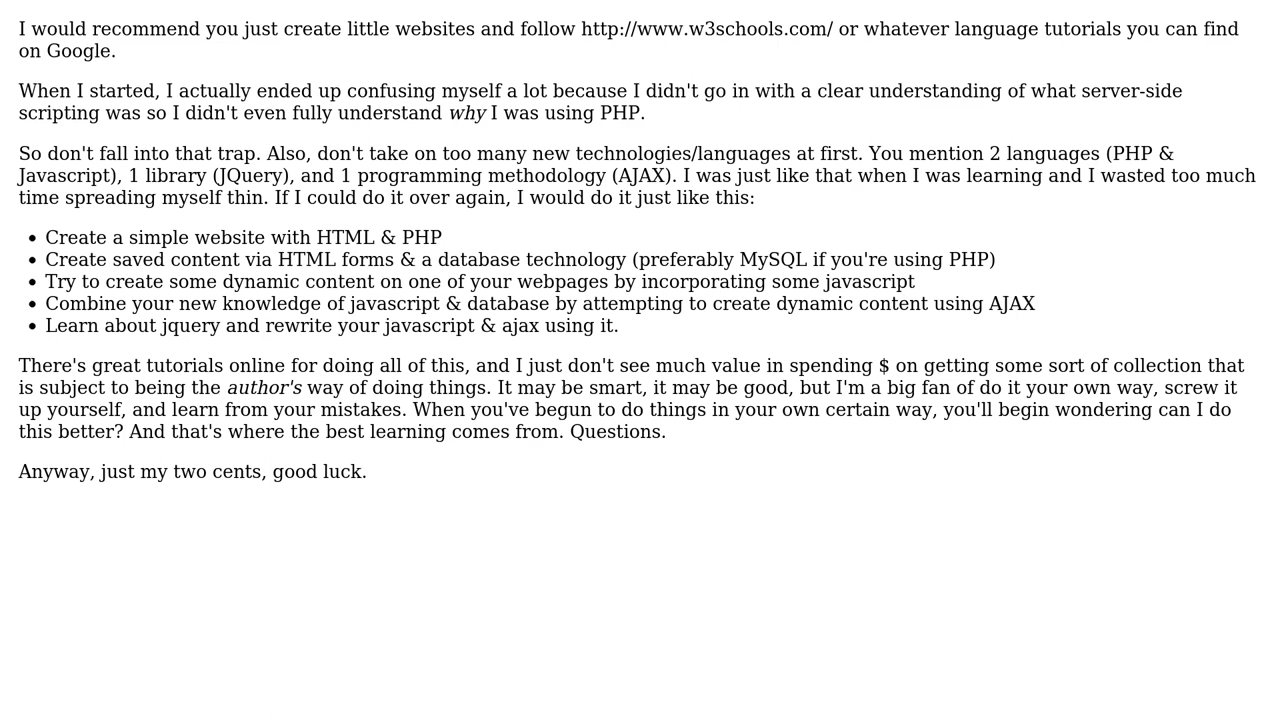 I would recommend you just create little websites and follow http://www.w3schools.com/ or whatever language tutorials you can find
on Google.
When I started, I actually ended up confusing myself a lot because I didn't go in with a clear understanding of what server-side
scripting was so I didn't even fully understand why I was using PHP.
So don't fall into that trap. Also, don't take on too many new technologies/languages at first. You mention 2 languages (PHP &
Javascript), 1 library (JQuery), and 1 programming methodology (AJAX). I was just like that when I was learning and I wasted too much
time spreading myself thin. If I could do it over again, I would do it just like this:
• Create a simple website with HTML & PHP
• Create saved content via HTML forms & a database technology (preferably MySQL if you're using PHP)
• Try to create some dynamic content on one of your webpages by incorporating some javascript
• Combine your new knowledge of javascript & database by attempting to create dynamic content using AJAX
• Learn about jquery and rewrite your javascript & ajax using it.
There's great tutorials online for doing all of this, and I just don't see much value in spending $ on getting some sort of collection that
is subject to being the author's way of doing things. It may be smart, it may be good, but I'm a big fan of do it your own way, screw it
up yourself, and learn from your mistakes. When you've begun to do things in your own certain way, you'll begin wondering can I do
this better? And that's where the best learning comes from. Questions.
Anyway, just my two cents, good luck.